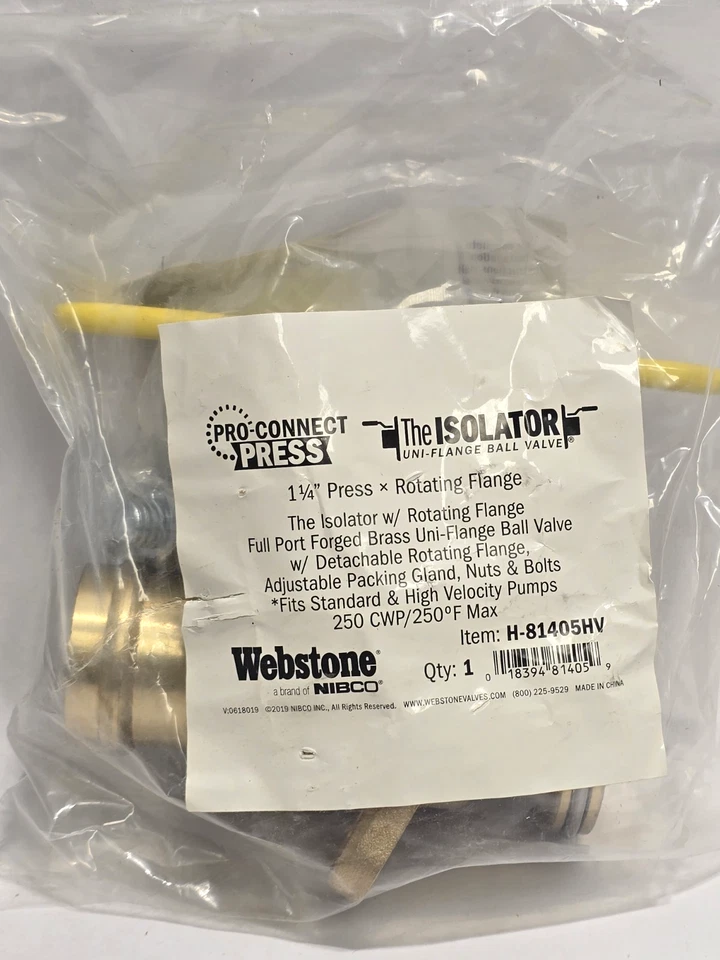 PRO-CONNECT
PRESS
The ISOLATOR®
UNI-FLANGE BALL VALVE
1¼" Press × Rotating Flange
The Isolator w/ Rotating Flange
Full Port Forged Brass Uni-Flange Ball Valve
w/ Detachable Rotating Flange,
Adjustable Packing Gland, Nuts & Bolts
*Fits Standard & High Velocity Pumps
250 CWP/250°F Max
Item: H-81405HV
Webstone®
a brand of NIBCO®
Qty: 1
0 18394 81405 9
V:0618019 ©2019 NIBCO INC., All Rights Reserved. WWW.WEBSTONEVALVES.COM (800) 225-9529 MADE IN CHINA